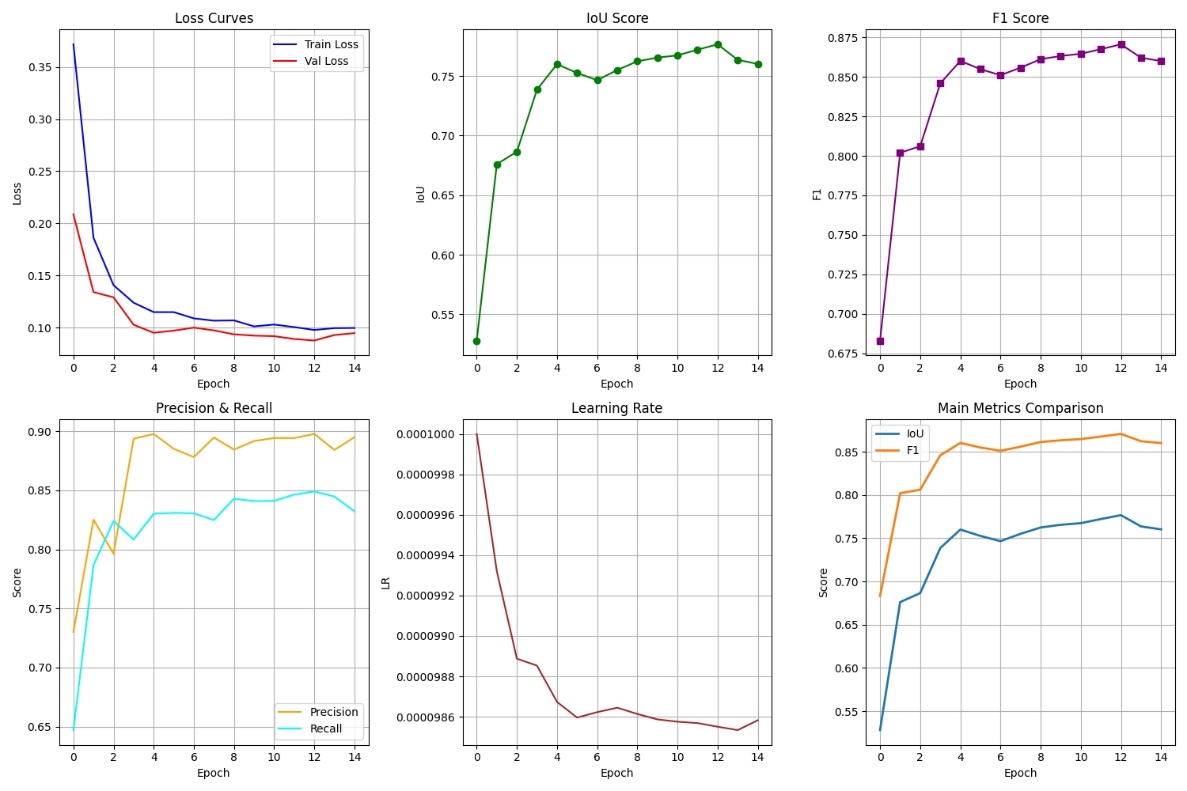 Loss Curves
Train Loss
Val Loss
0.35
0.30
0.25
0.20
0.15
0.10
Loss
0 2 4 6 8 10 12 14
Epoch
IoU Score
0.75
0.70
0.65
0.60
0.55
IoU
0 2 4 6 8 10 12 14
Epoch
F1 Score
0.875
0.850
0.825
0.800
0.775
0.750
0.725
0.700
0.675
F1
0 2 4 6 8 10 12 14
Epoch
Precision & Recall
0.90
0.85
0.80
0.75
0.70
0.65
Score
Precision
Recall
0 2 4 6 8 10 12 14
Epoch
Learning Rate
0.0001000
0.0000998
0.0000996
0.0000994
0.0000992
0.0000990
0.0000988
0.0000986
LR
0 2 4 6 8 10 12 14
Epoch
Main Metrics Comparison
IoU
F1
0.85
0.80
0.75
0.70
0.65
0.60
0.55
Score
0 2 4 6 8 10 12 14
Epoch